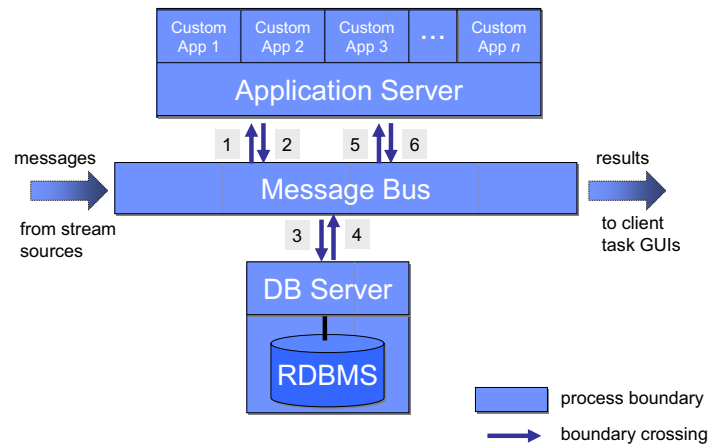 Custom
App 1
Custom
App 2
Custom
App 3
...
Custom
App n
Application Server
1
2
5
6
messages
from stream
sources
Message Bus
results
to client
task GUIs
3
4
DB Server
RDBMS
process boundary
boundary crossing